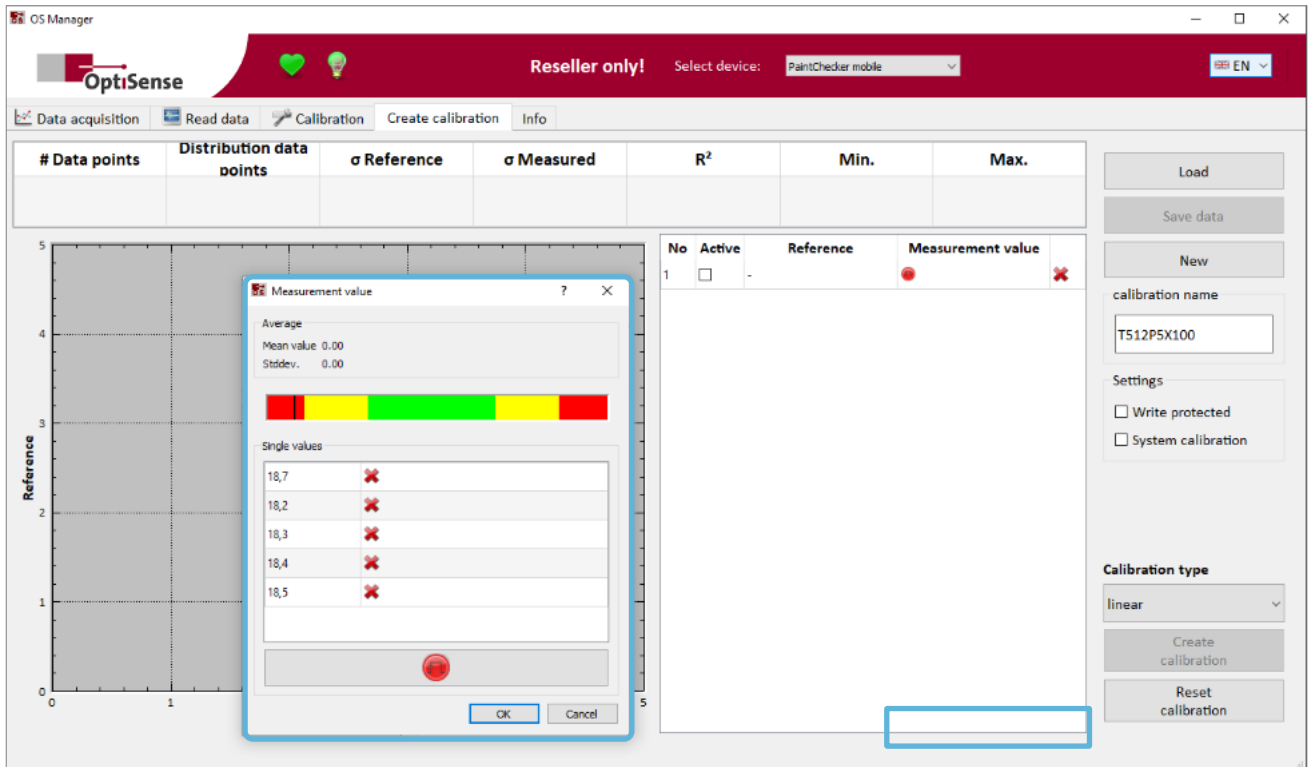 OS Manager
OptiSense
Reseller only!
Select device:
PaintChecker mobile
EN
Data acquisition
Read data
Calibration
Create calibration
Info
# Data points
Distribution data
points
σ Reference
σ Measured
R²
Min.
Max.
Load
Save data
New
calibration name
T512P5X100
Settings
Write protected
System calibration
Calibration type
linear
Create
calibration
Reset
calibration
No Active Reference Measurement value
1 -
5
4
3
2
1
0
Reference
0 1 5
Measurement value
?
Average
Mean value 0.00
Stddev. 0.00
Single values
18,7
18,2
18,3
18,4
18,5
OK
Cancel